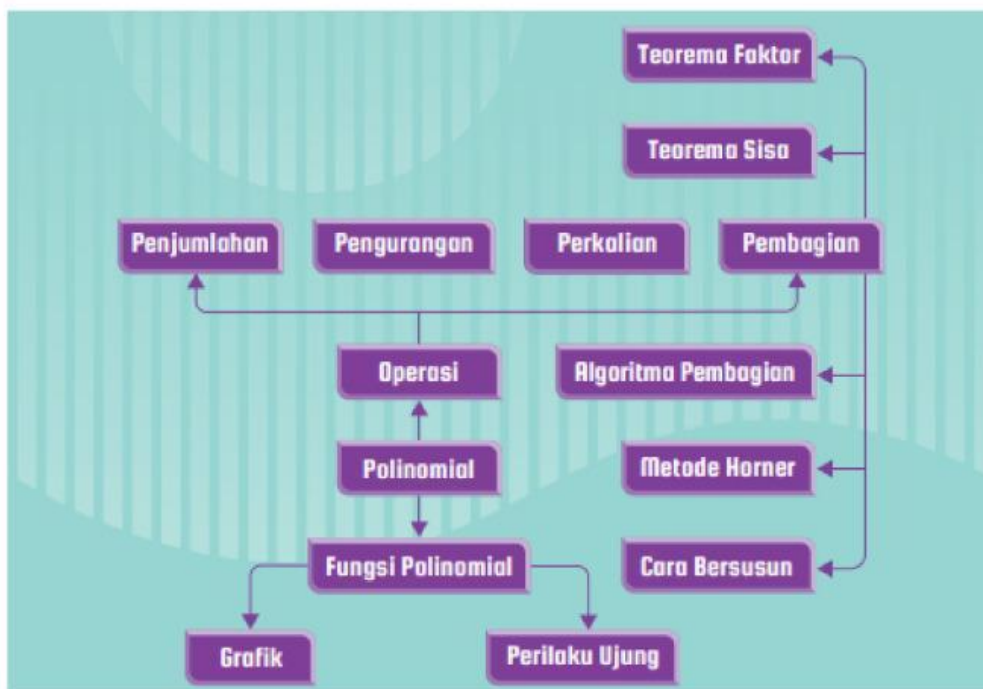 Teorema Faktor
Teorema Sisa
Penjumlahan
Pengurangan
Perkalian
Pembagian
Operasi
Algoritma Pembagian
Polinomial
Metode Horner
Fungsi Polinomial
Cara Bersusun
Grafik
Perilaku Ujung